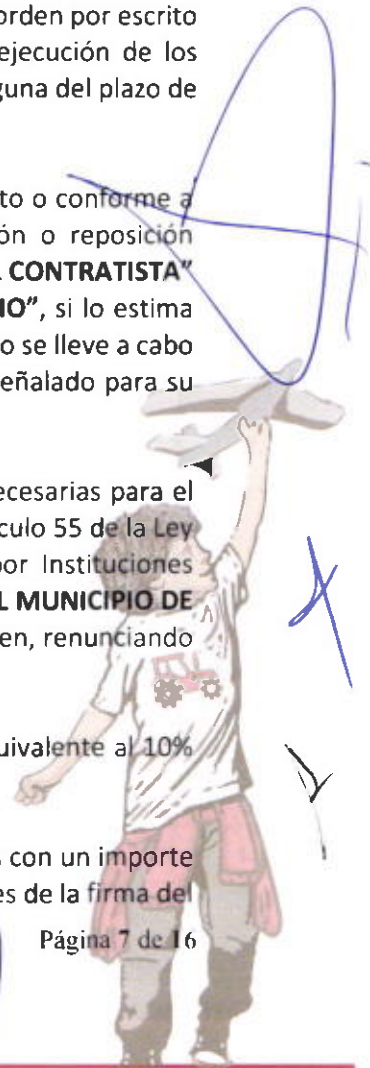 orden por escrito
ejecución de los
guna del plazo de
to o conforme a
ón o reposición
L CONTRATISTA"
IO", si lo estima
o se lleve a cabo
eñalado para su
ecesarias para el
culo 55 de la Ley
por Instituciones
L MUNICIPIO DE
en, renunciando
quivalente al 10%
s con un importe
es de la firma del
Página 7 de 16